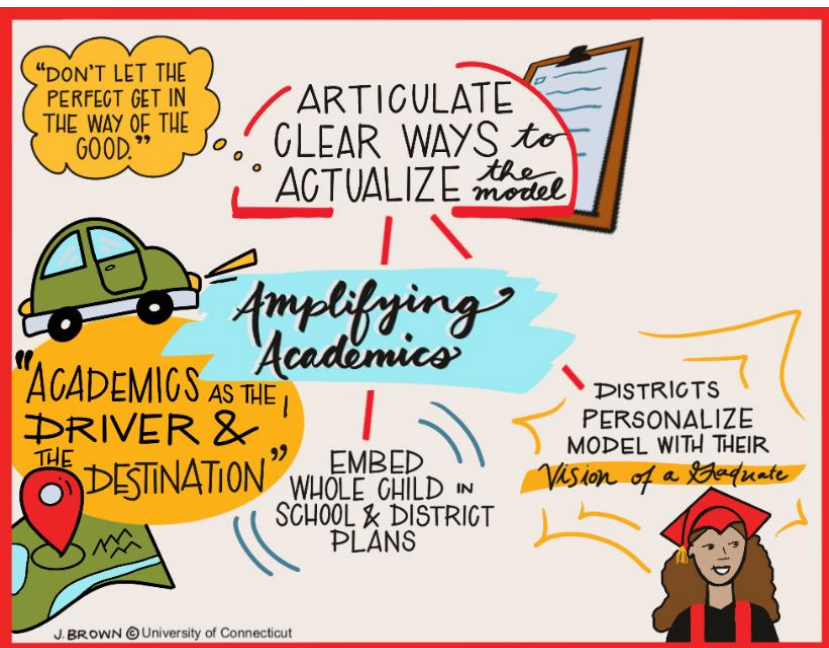 “DON'T LET THE
PERFECT GET IN
THE WAY OF THE
GOOD.”
ARTICULATE
CLEAR WAYS to
ACTUALIZE the
model
Amplifying
Academics
"ACADEMICS AS THE
DRIVER &
THE
DESTINATION”
EMBED
WHOLE CHILD IN
SCHOOL & DISTRICT
PLANS
DISTRICTS
PERSONALIZE
MODEL WITH THEIR
Vision of a Graduate
J. BROWN © University of Connecticut